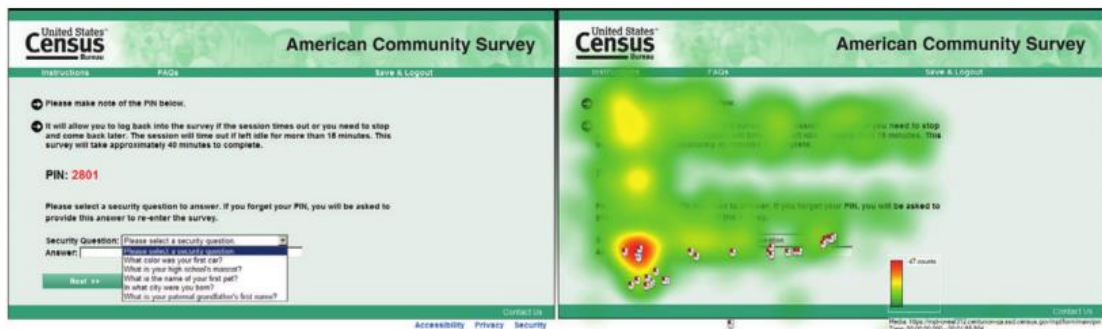 United States™
Census
Bureau
American Community Survey
Instructions
FAQs
Save & Logout
Please make note of the PIN below.
It will allow you to log back into the survey if the session times out or you need to stop
and come back later. The session will time out if left idle for more than 15 minutes. This
survey will take approximately 40 minutes to complete.
PIN: 2801
Please select a security question to answer. If you forget your PIN, you will be asked to
provide this answer to re-enter the survey.
Security Question: Please select a security question.
Answer: Please select a security question.
What color was your first car?
What is your high school's mascot?
What is the name of your first pet?
In what city were you born?
What is your paternal grandfather's first name?
Next >>
Contact Us
Accessibility Privacy Security
United States™
Census
Bureau
American Community Survey
FAQs
Save & Logout
or you need to stop
minutes. This
to answer. If you forget your PIN, you will be asked to
47 counts
Contact Us